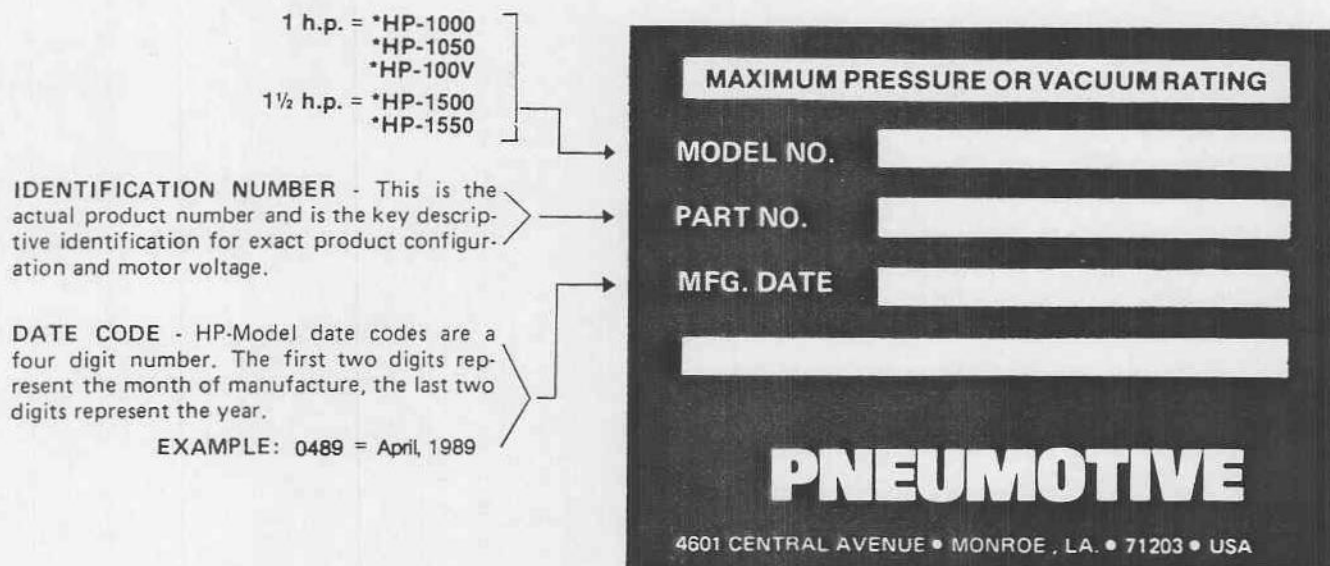 1 h.p. = *HP-1000
*HP-1050
*HP-100V
1½ h.p. = *HP-1500
*HP-1550
IDENTIFICATION NUMBER - This is the
actual product number and is the key descrip-
tive identification for exact product configur-
ation and motor voltage.
DATE CODE - HP-Model date codes are a
four digit number. The first two digits rep-
resent the month of manufacture, the last two
digits represent the year.
EXAMPLE: 0489 = April, 1989
MAXIMUM PRESSURE OR VACUUM RATING
MODEL NO.
PART NO.
MFG. DATE
PNEUMOTIVE
4601 CENTRAL AVENUE • MONROE, LA. • 71203 • USA